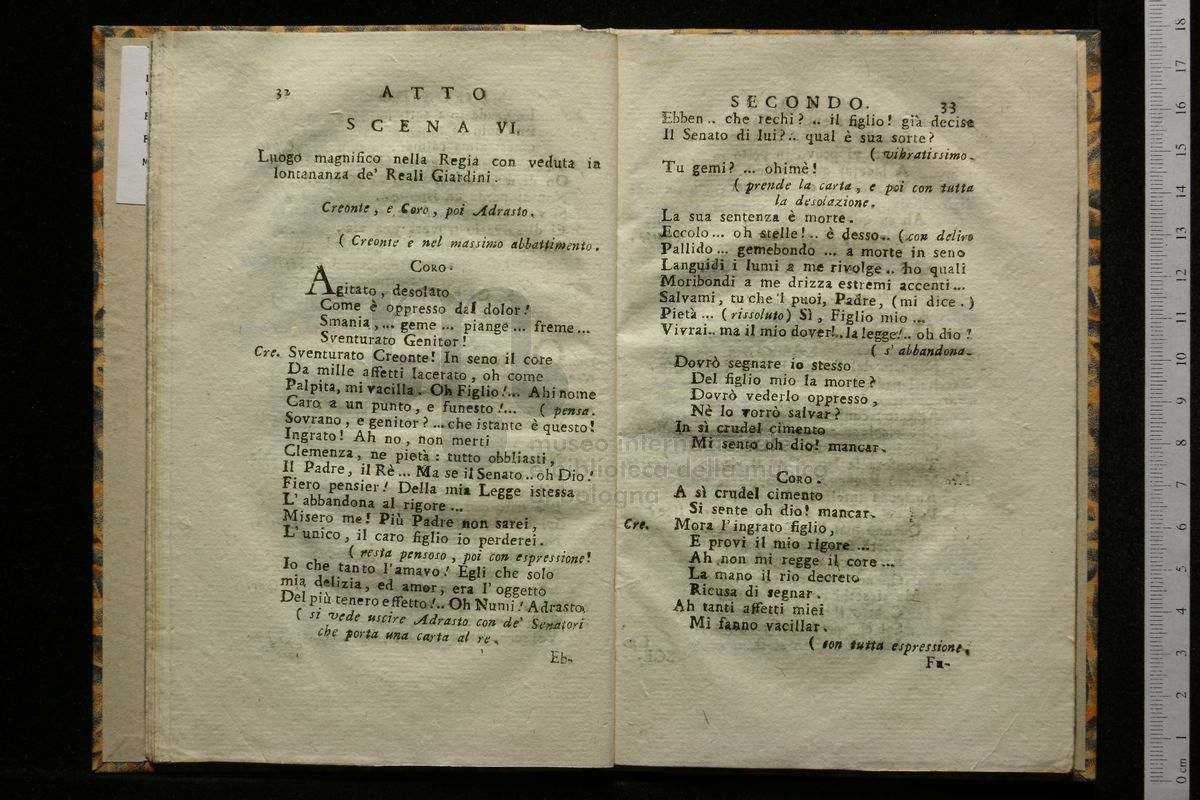 32 ATTO
SCENA VI.
Luogo magnifico nella Regia con veduta in
lontananza de' Reali Giardini.
Creonte, e Coro, poi Adrasto.
( Creonte e nel massimo abbattimento.
CORO.
Agitato, desolato
Come è oppresso dal dolor!
Smania,... geme ... piange ... freme ...
Sventurato Genitor!
Cre. Sventurato Creonte! In seno il core
Da mille affetti lacerato, oh come
Palpita, mi vacilla. Oh Figlio!... Ahi nome
Caro a un punto, e funesto!... ( pensa.
Sovrano, e genitor? ... che istante è questo!
Ingrato! Ah no, non merti
Clemenza, ne pietà: tutto obbliasti,
Il Padre, il Rè ... Ma se il Senato .. oh Dio!
Fiero pensier! Della mia Legge istessa
L'abbandona al rigore ...
Misero me! Più Padre non sarei,
L'unico, il caro figlio io perderei.
( resta pensoso, poi con espressione!
Io che tanto l'amavo! Egli che solo
mia delizia, ed amor, era l'oggetto
Del più tenero effetto!.. Oh Numi! Adrasto.
( si vede uscire Adrasto con de' Senatori
che porta una carta al re.
Eb-
SECONDO. 33
Ebben .. che rechi? .. il figlio! già decise
Il Senato di lui?.. qual è sua sorte?
( vibratissimo.
Tu gemi? ... ohimè!
( prende la carta, e poi con tutta
la desolazione.
La sua sentenza è morte.
Eccolo ... oh stelle!.. è desso.. (con deliro
Pallido ... gemebondo ... a morte in seno
Languidi i lumi a me rivolge .. ho quali
Moribondi a me drizza estremi accenti ...
Salvami, tu che 'l puoi, Padre, (mi dice.)
Pietà ... (rissoluto) Sì, Figlio mio ...
Vivrai.. ma il mio dover!.. la legge!.. oh dio!
( s' abbandona.
Dovrò segnare io stesso
Del figlio mio la morte?
Dovrò vederlo oppresso,
Nè lo vorrò salvar?
In sì crudel cimento
Mi sento oh dio! mancar.
CORO.
A sì crudel cimento
Si sente oh dio! mancar.
Cre. Mora l'ingrato figlio,
E provi il mio rigore ...
Ah non mi regge il core ...
La mano il rio decreto
Ricusa di segnar.
Ah tanti affetti miei
Mi fanno vacillar.
( con tutta espressione.
Fu-